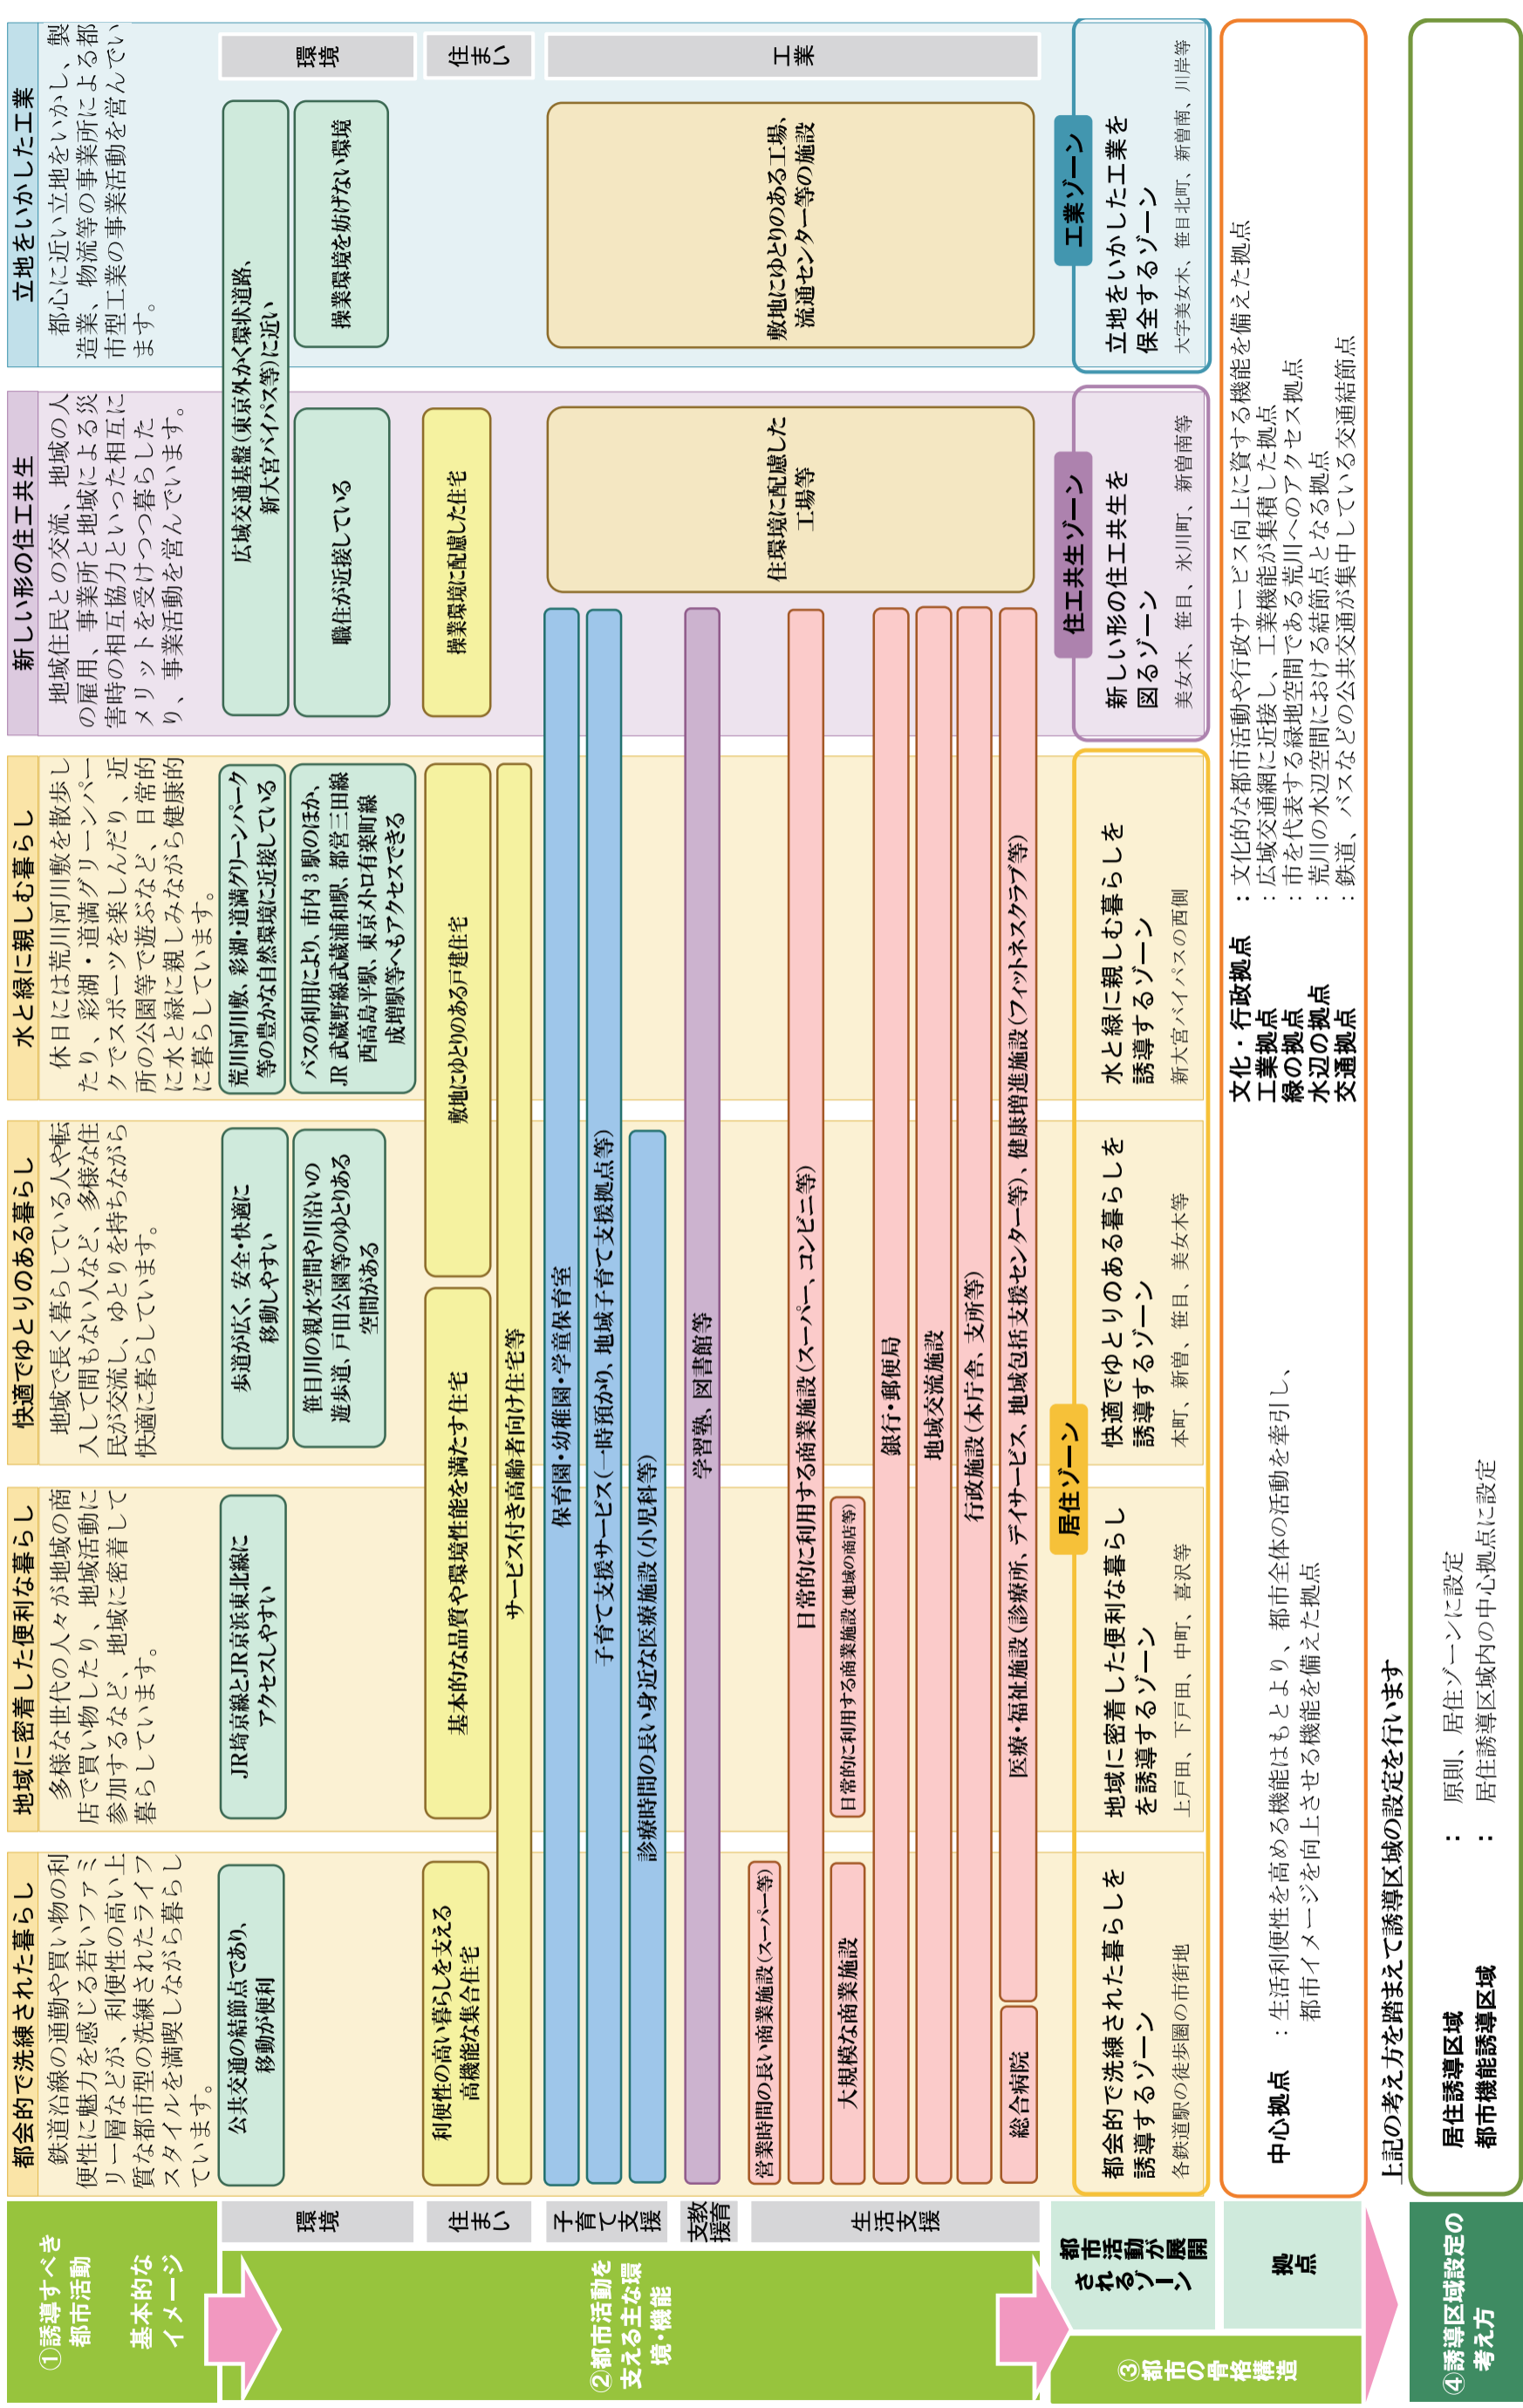 ①誘導すべき
都市活動
基本的な
イメージ
都会的で洗練された暮らし
鉄道沿線の通勤や買い物の利
便性に魅力を感じる若いファミ
リー層などが、利便性の高い上
質な都市型の洗練されたライフ
スタイルを満喫しながら暮らし
ています。
地域に密着した便利な暮らし
多様な世代の人々が地域の商
店で買い物したり、地域活動に
参加するなど、地域に密着して
暮らしています。
快適でゆとりのある暮らし
地域で長く暮らしている人や転
入して間もない人など、多様な住
民が交流し、ゆとりを持ちながら
快適に暮らしています。
水と緑に親しむ暮らし
休日には荒川河川敷を散歩し
たり、彩湖・道満グリーンパー
クでスポーツを楽しんだり、近
所の公園等で遊ぶなど、日常的
に水と緑に親しみながら健康的
に暮らしています。
新しい形の住工共生
地域住民との交流、地域の人
の雇用、事業所と地域による災
害時の相互協力といった相互に
メリットを受けつつ暮らした
り、事業活動を営んでいます。
立地をいかした工業
都心に近い立地をいかし、製
造業、物流等の事業所による都
市型工業の事業活動を営んでい
ます。
②都市活動を
支える主な環
境・機能
環境
公共交通の結節点であり、
移動が便利
JR埼京線とJR京浜東北線に
アクセスしやすい
歩道が広く、安全・快適に
移動しやすい
笹目川の親水空間や川沿いの
遊歩道、戸田公園等のゆとりある
空間がある
荒川河川敷、彩湖・道満グリーンパーク
等の豊かな自然環境に近接している
バスの利用により、市内3駅のほか、
JR武蔵野線武蔵浦和駅、都営三田線
西高島平駅、東京メトロ有楽町線
成増駅等へもアクセスできる
広域交通基盤(東京外かく環状道路、
新大宮バイパス等)に近い
職住が近接している
操業環境を妨げない環境
環境
住まい
利便性の高い暮らしを支える
高機能な集合住宅
基本的な品質や環境性能を満たす住宅
敷地にゆとりのある戸建住宅
操業環境に配慮した住宅
サービス付き高齢者向け住宅等
住まい
子育て支援
保育園・幼稚園・学童保育室
子育て支援サービス(一時預かり、地域子育て支援拠点等)
診療時間の長い身近な医療施設(小児科等)
教育支援
学習塾、図書館等
生活支援
営業時間の長い商業施設(スーパー等)
日常的に利用する商業施設(スーパー、コンビニ等)
大規模な商業施設
日常的に利用する商業施設(地域の商店等)
銀行・郵便局
地域交流施設
行政施設(本庁舎、支所等)
総合病院
医療・福祉施設(診療所、デイサービス、地域包括支援センター等)、健康増進施設(フィットネスクラブ等)
住環境に配慮した
工場等
敷地にゆとりのある工場、
流通センター等の施設
工業
③都市の骨格構造
都市活動が展開
されるゾーン
居住ゾーン
都会的で洗練された暮らしを
誘導するゾーン
各鉄道駅の徒歩圏の市街地
地域に密着した便利な暮らし
を誘導するゾーン
上戸田、下戸田、中町、喜沢等
快適でゆとりのある暮らしを
誘導するゾーン
本町、新曽、笹目、美女木等
水と緑に親しむ暮らしを
誘導するゾーン
新大宮バイパスの西側
住工共生ゾーン
新しい形の住工共生を
図るゾーン
美女木、笹目、氷川町、新曽南等
工業ゾーン
立地をいかした工業を
保全するゾーン
大字美女木、笹目北町、新曽南、川岸等
拠点
中心拠点 :生活利便性を高める機能はもとより、都市全体の活動を牽引し、
都市イメージを向上させる機能を備えた拠点
文化・行政拠点 :文化的な都市活動や行政サービス向上に資する機能を備えた拠点
工業拠点 :広域交通網に近接し、工業機能が集積した拠点
緑の拠点 :市を代表する緑地空間である荒川へのアクセス拠点
水辺の拠点 :荒川の水辺空間における結節点となる拠点
交通拠点 :鉄道、バスなどの公共交通が集中している交通結節点
上記の考え方を踏まえて誘導区域の設定を行います
④誘導区域設定の
考え方
居住誘導区域 : 原則、居住ゾーンに設定
都市機能誘導区域 : 居住誘導区域内の中心拠点に設定